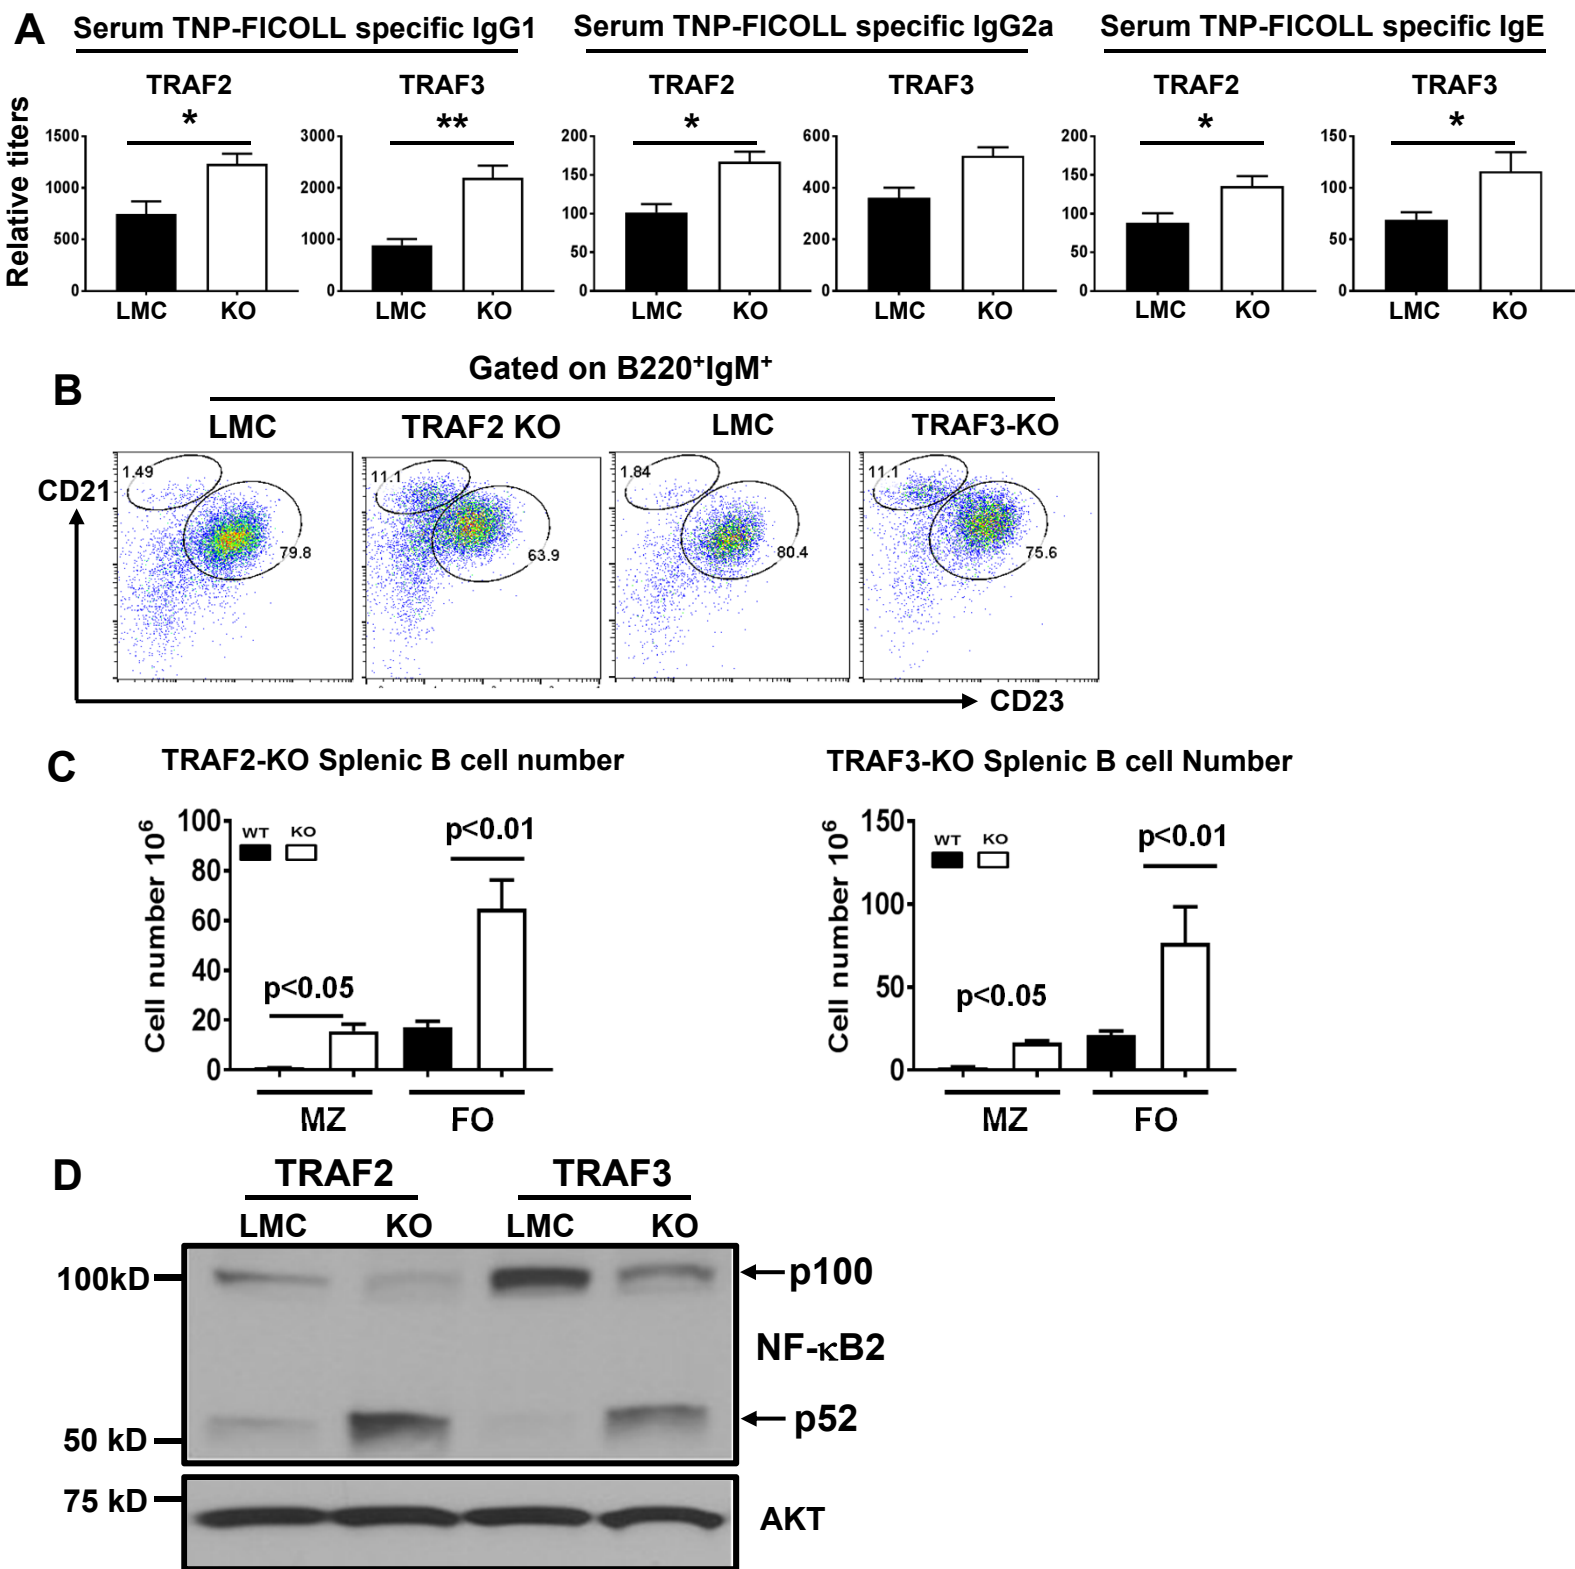 A
Serum TNP-FICOLL specific IgG1
Serum TNP-FICOLL specific IgG2a
Serum TNP-FICOLL specific IgE
TRAF2
TRAF3
TRAF2
TRAF3
TRAF2
TRAF3
*
**
*
*
*
Relative titers
1500
1000
500
0
LMC KO
3000
2000
1000
0
LMC KO
200
150
100
50
0
LMC KO
600
400
200
0
LMC KO
200
150
100
50
0
LMC KO
150
100
50
0
LMC KO
B
Gated on B220⁺IgM⁺
LMC
TRAF2 KO
LMC
TRAF3-KO
CD21
1.49
79.8
11.1
63.9
1.84
80.4
11.1
75.6
CD23
C
TRAF2-KO Splenic B cell number
Cell number 10⁶
100
80
60
40
20
0
WT KO
p<0.05
p<0.01
MZ FO
TRAF3-KO Splenic B cell Number
Cell number 10⁶
150
100
50
0
WT KO
p<0.05
p<0.01
MZ FO
D
TRAF2
TRAF3
LMC KO LMC KO
100kD
p100
NF-κB2
p52
50 kD
75 kD
AKT